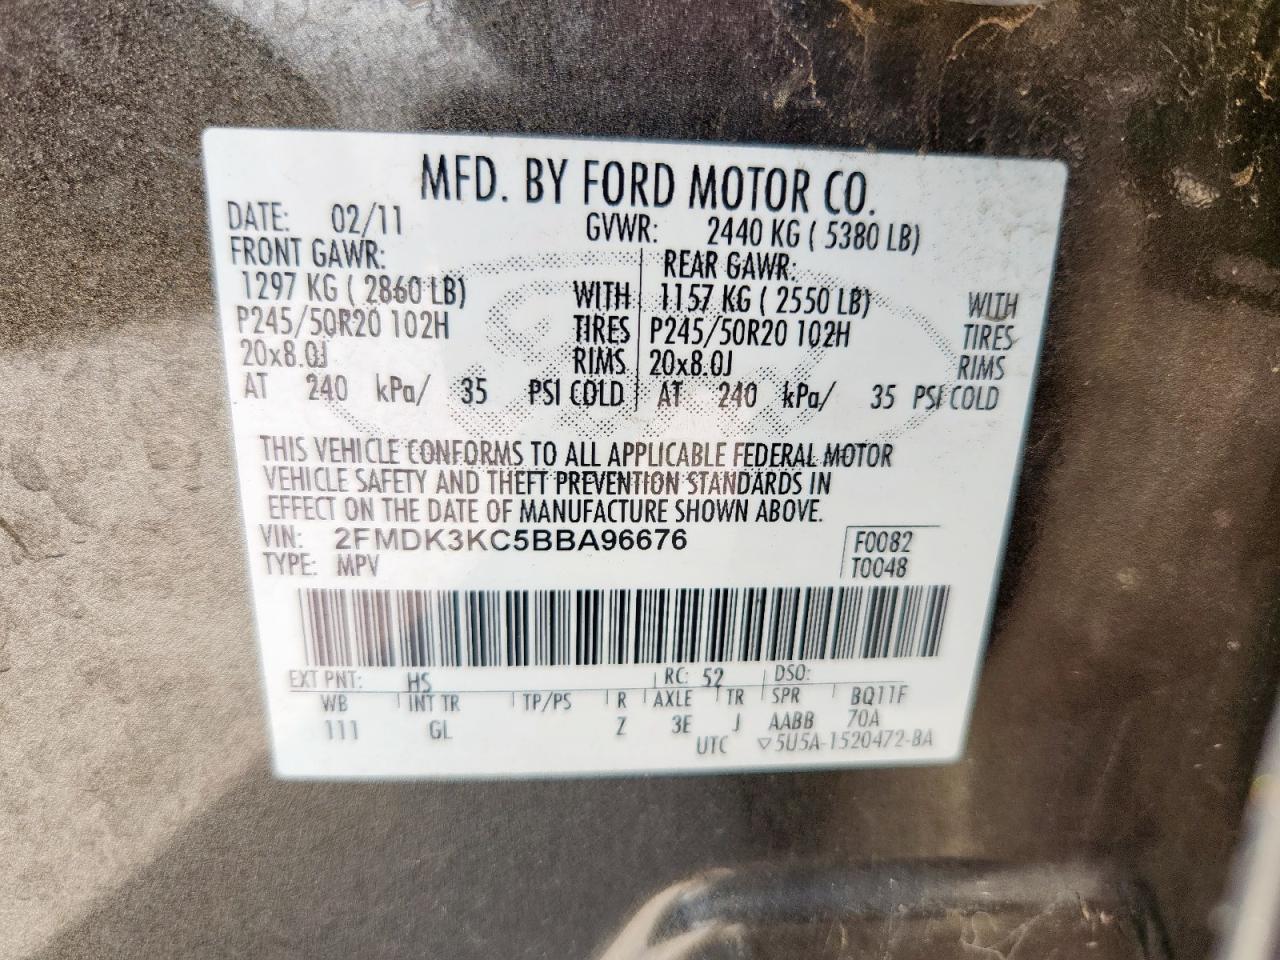 MFD. BY FORD MOTOR CO.
DATE: 02/11 GVWR: 2440 KG ( 5380 LB)
FRONT GAWR: REAR GAWR:
1297 KG ( 2860 LB) WITH 1157 KG ( 2550 LB) WITH
P245/50R20 102H TIRES P245/50R20 102H TIRES
20x8.0J RIMS 20x8.0J RIMS
AT 240 kPa/ 35 PSI COLD AT 240 kPa/ 35 PSI COLD
THIS VEHICLE CONFORMS TO ALL APPLICABLE FEDERAL MOTOR
VEHICLE SAFETY AND THEFT PREVENTION STANDARDS IN
EFFECT ON THE DATE OF MANUFACTURE SHOWN ABOVE.
VIN: 2FMDK3KC5BBA96676 F0082
TYPE: MPV T0048
EXT PNT: HS RC: 52 DSO:
WB INT TR TP/PS R AXLE TR SPR BQ11F
111 GL Z 3E J AABB 70A
UTC ▽5U5A-1520472-BA